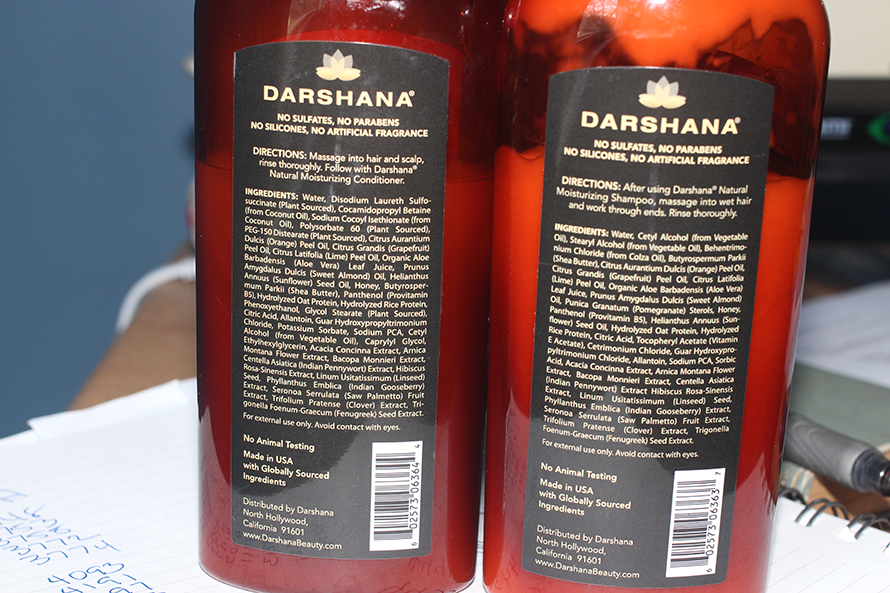 DARSHANA®
NO SULFATES, NO PARABENS
NO SILICONES, NO ARTIFICIAL FRAGRANCE
DIRECTIONS: Massage into hair and scalp,
rinse thoroughly. Follow with Darshana®
Natural Moisturizing Conditioner.
INGREDIENTS: Water, Disodium Laureth Sulfo-
succinate (Plant Sourced), Cocamidopropyl Betaine
(from Coconut Oil), Sodium Cocoyl Isethionate (from
Coconut Oil), Polysorbate 60 (Plant Sourced),
PEG-150 Distearate (Plant Sourced), Citrus Aurantium
Dulcis (Orange) Peel Oil, Citrus Grandis (Grapefruit)
Peel Oil, Citrus Latifolia (Lime) Peel Oil, Organic Aloe
Barbadensis (Aloe Vera) Leaf Juice, Prunus
Amygdalus Dulcis (Sweet Almond) Oil, Helianthus
Annuus (Sunflower) Seed Oil, Honey, Butyrosper-
mum Parkii (Shea Butter), Panthenol (Provitamin
B5), Hydrolyzed Oat Protein, Hydrolyzed Rice Protein,
Phenoxyethanol, Glycol Stearate (Plant Sourced),
Citric Acid, Allantoin, Guar Hydroxypropyltrimonium
Chloride, Potassium Sorbate, Sodium PCA, Cetyl
Alcohol (from Vegetable Oil), Caprylyl Glycol,
Ethylhexylglycerin, Acacia Concinna Extract, Arnica
Montana Flower Extract, Bacopa Monnieri Extract,
Centella Asiatica (Indian Pennywort) Extract, Hibiscus
Rosa-Sinensis Extract, Linum Usitatissimum (Linseed)
Seed, Phyllanthus Emblica (Indian Gooseberry)
Extract, Serenoa Serrulata (Saw Palmetto) Fruit
Extract, Trifolium Pratense (Clover) Extract, Tri-
gonella Foenum-Graecum (Fenugreek) Seed Extract.
For external use only. Avoid contact with eyes.
No Animal Testing
Made in USA
with Globally Sourced
Ingredients
Distributed by Darshana
North Hollywood,
California 91601
www.DarshanaBeauty.com
6 02573 06364 4
DARSHANA®
NO SULFATES, NO PARABENS
NO SILICONES, NO ARTIFICIAL FRAGRANCE
DIRECTIONS: After using Darshana® Natural
Moisturizing Shampoo, massage into wet hair
and work through ends. Rinse thoroughly.
INGREDIENTS: Water, Cetyl Alcohol (from Vegetable
Oil), Stearyl Alcohol (from Vegetable Oil), Behentrimo-
nium Chloride (from Colza Oil), Butyrospermum Parkii
(Shea Butter), Citrus Aurantium Dulcis (Orange) Peel Oil,
Citrus Grandis (Grapefruit) Peel Oil, Citrus Latifolia
(Lime) Peel Oil, Organic Aloe Barbadensis (Aloe Vera)
Leaf Juice, Prunus Amygdalus Dulcis (Sweet Almond)
Oil, Punica Granatum (Pomegranate) Sterols, Honey,
Panthenol (Provitamin B5), Helianthus Annuus (Sun-
flower) Seed Oil, Hydrolyzed Oat Protein, Hydrolyzed
Rice Protein, Citric Acid, Tocopheryl Acetate (Vitamin
E Acetate), Cetrimonium Chloride, Guar Hydroxypro-
pyltrimonium Chloride, Allantoin, Sodium PCA, Sorbic
Acid, Acacia Concinna Extract, Arnica Montana Flower
Extract, Bacopa Monnieri Extract, Centella Asiatica
(Indian Pennywort) Extract Hibiscus Rosa-Sinensis
Extract, Linum Usitatissimum (Linseed) Seed,
Phyllanthus Emblica (Indian Gooseberry) Extract,
Serenoa Serrulata (Saw Palmetto) Fruit Extract,
Trifolium Pratense (Clover) Extract, Trigonella
Foenum-Graecum (Fenugreek) Seed Extract.
For external use only. Avoid contact with eyes.
No Animal Testing
Made in USA
with Globally Sourced
Ingredients
Distributed by Darshana
North Hollywood,
California 91601
www.DarshanaBeauty.com
6 02573 06363 7